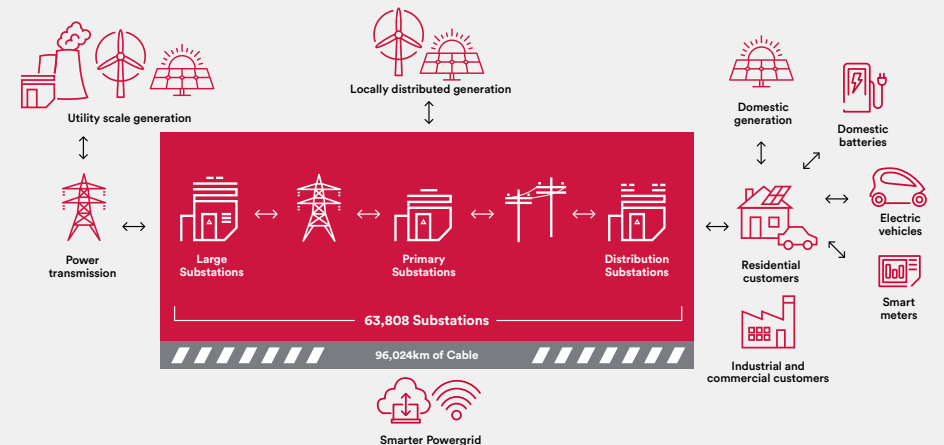 Utility scale generation
Locally distributed generation
Domestic
generation
Domestic
batteries
Power
transmission
Large
Substations
Primary
Substations
Distribution
Substations
Residential
customers
Electric
vehicles
Smart
meters
63,808 Substations
96,024km of Cable
Industrial and
commercial customers
Smarter Powergrid